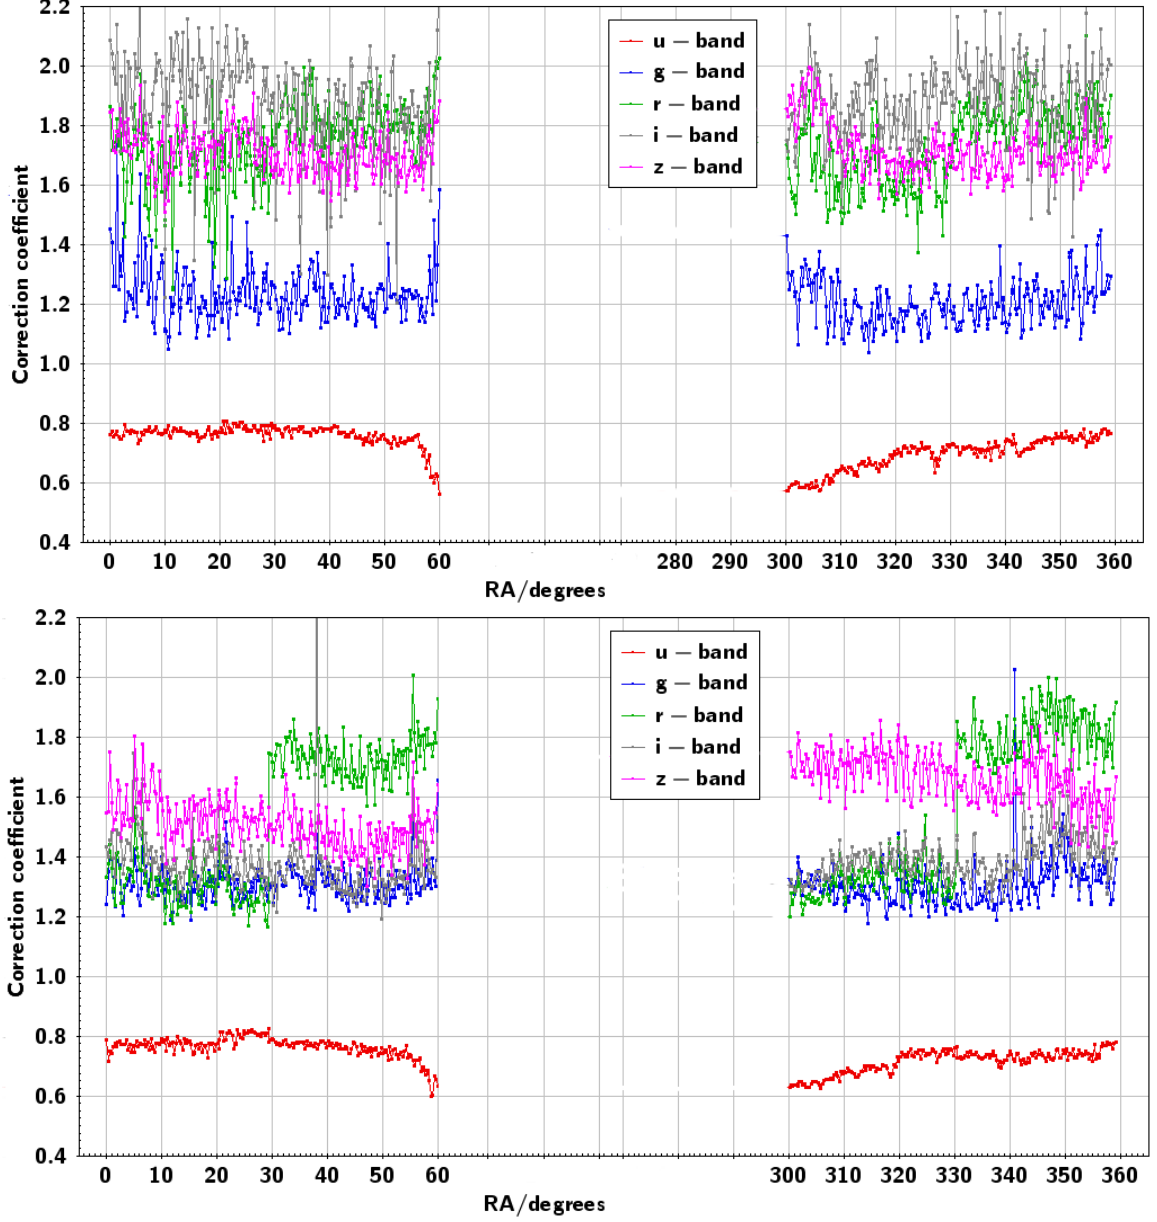 2.2
2.0
1.8
1.6
1.4
1.2
1.0
0.8
0.6
0.4
Correction coefficient
u — band
g — band
r — band
i — band
z — band
0 10 20 30 40 50 60 280 290 300 310 320 330 340 350 360
RA/degrees
2.2
2.0
1.8
1.6
1.4
1.2
1.0
0.8
0.6
0.4
Correction coefficient
u — band
g — band
r — band
i — band
z — band
0 10 20 30 40 50 60 300 310 320 330 340 350 360
RA/degrees